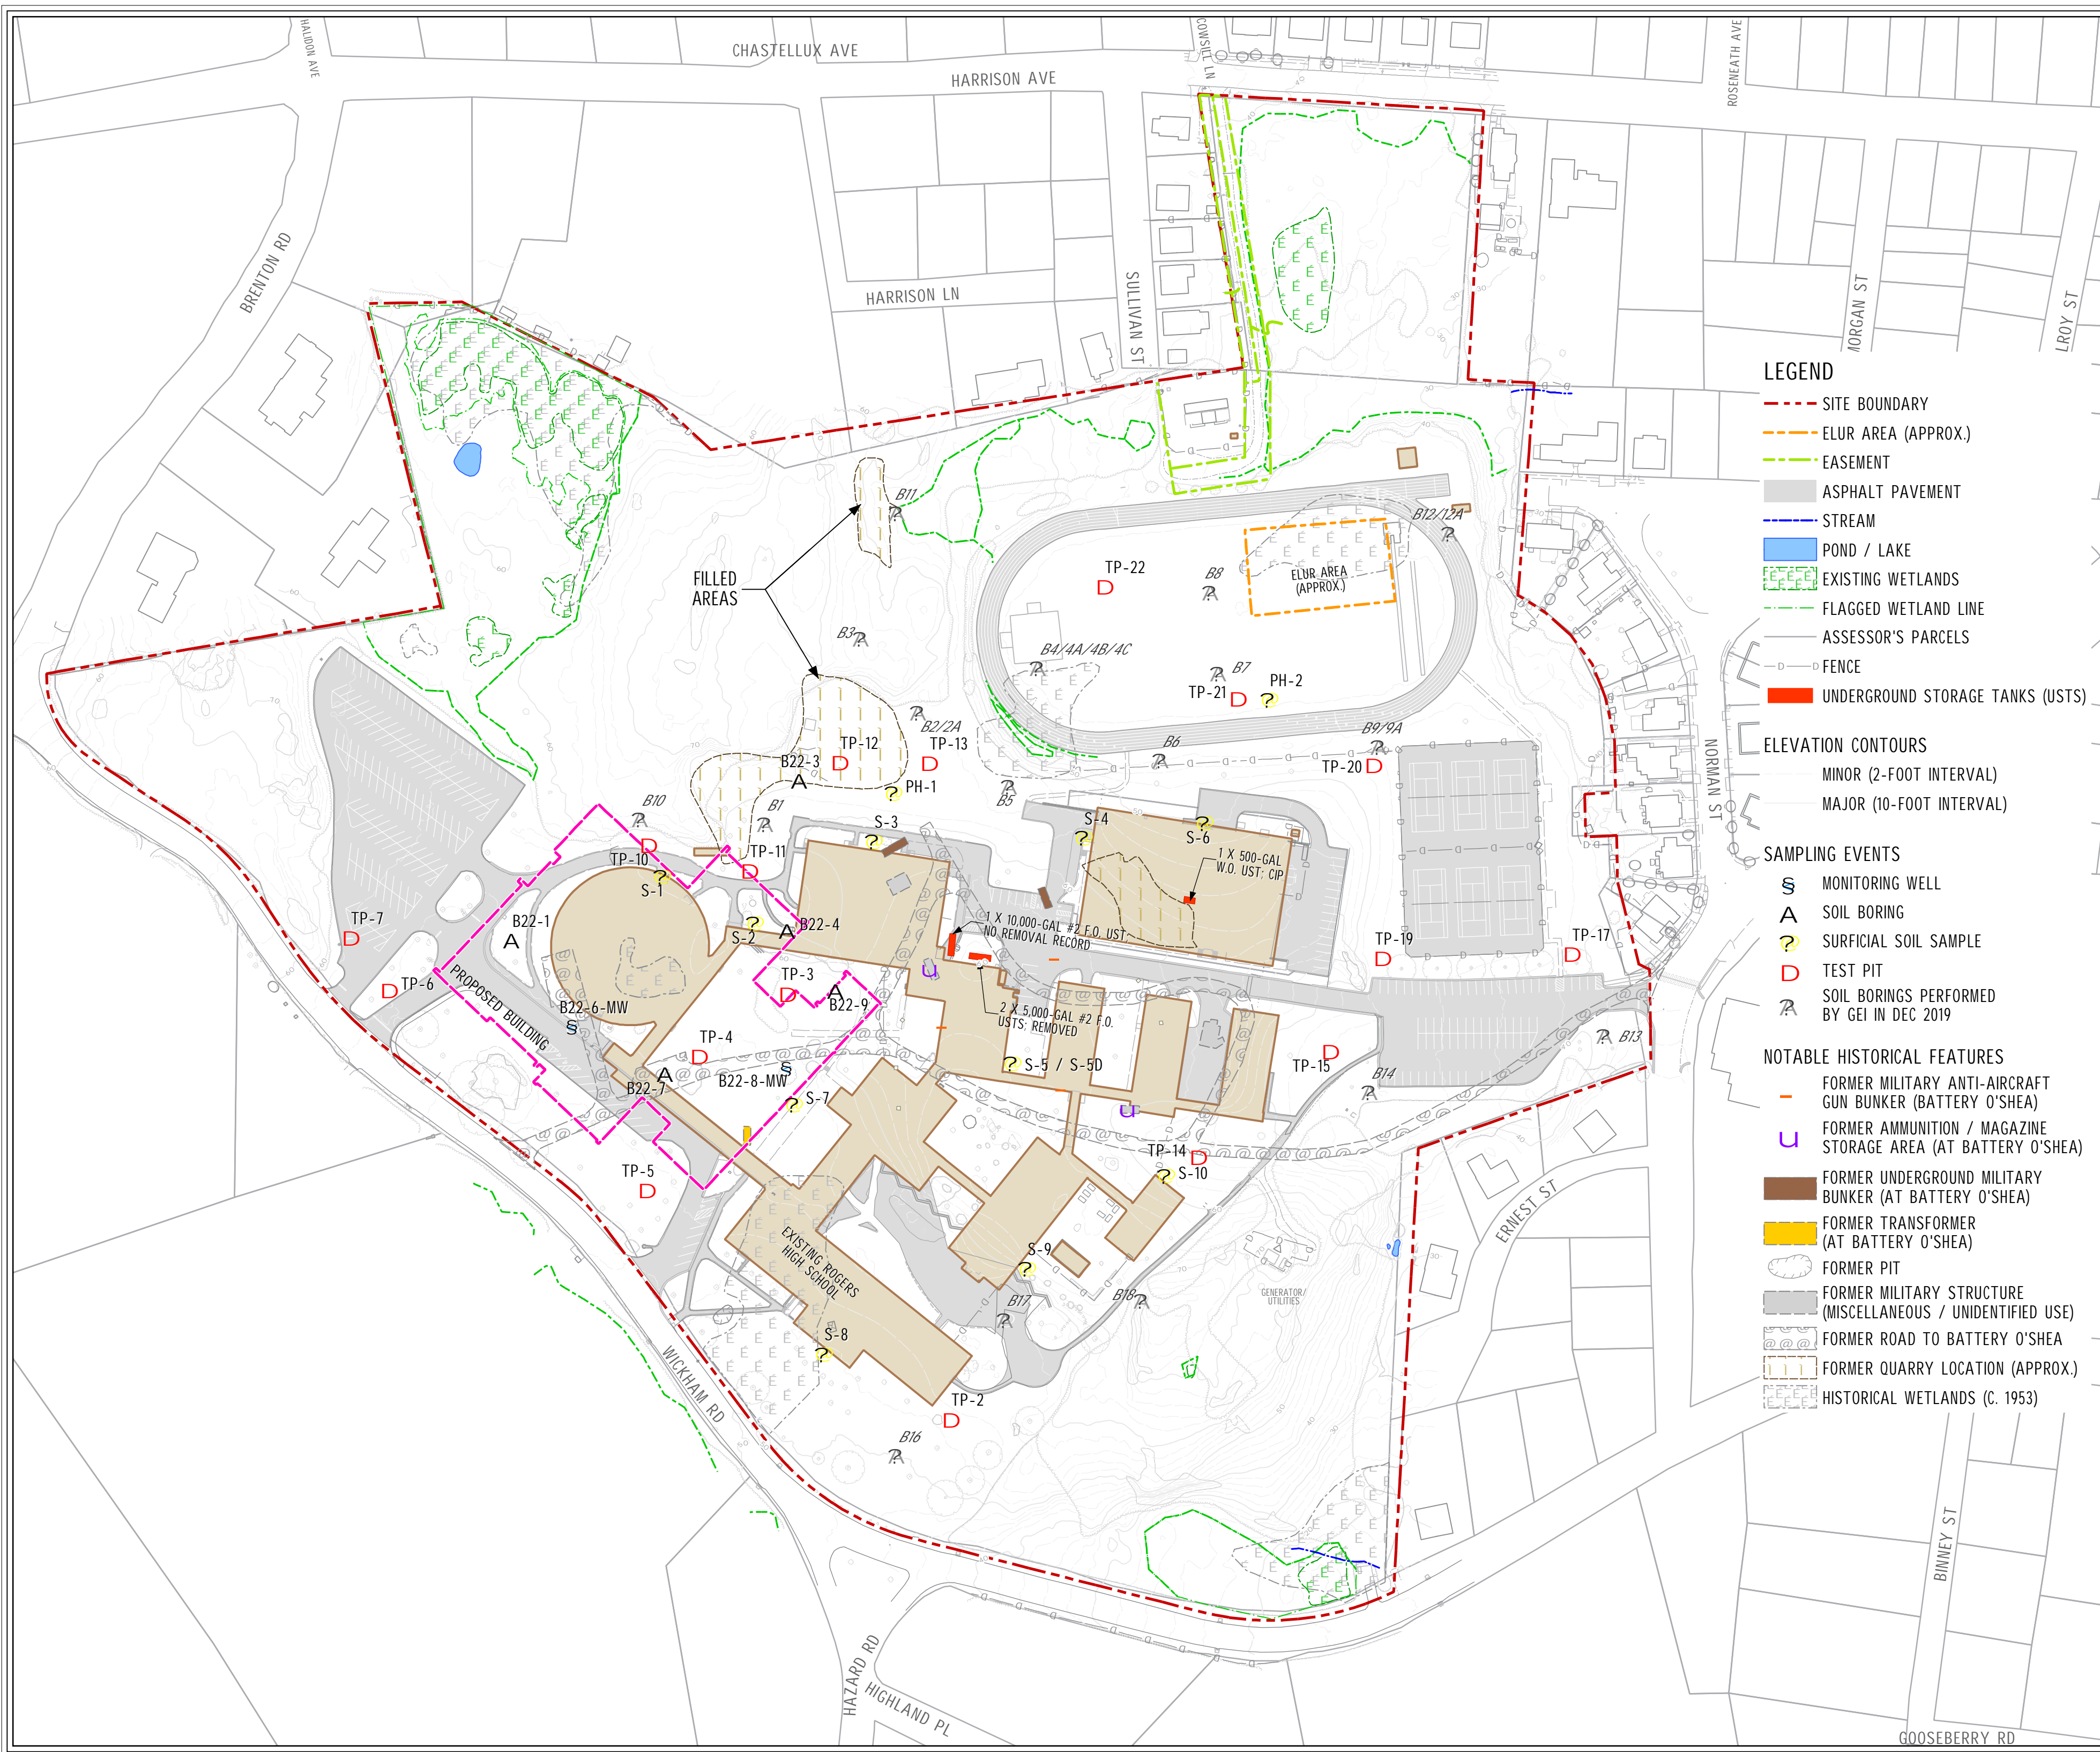 CHASTELLUX AVE
HALIDON AVE
HARRISON AVE
COWSILL LN
ROSENEATH AVE
BRENTON RD
HARRISON LN
SULLIVAN ST
MORGAN ST
LROY ST
B11
FILLED
AREAS
TP-22
B8
ELUR AREA
(APPROX.)
B12/12A
B3
B4/4A/4B/4C
B7
PH-2
TP-21
B2/2A
TP-12
TP-13
B22-3
PH-1
B6
B9/9A
TP-20
B5
NORMAN ST
B10
B1
S-3
S-4
S-6
TP-10
TP-11
S-1
1 X 500-GAL
W.O. UST; CIP
TP-7
B22-1
S-2
B22-4
1 X 10,000-GAL #2 F.O. UST;
NO REMOVAL RECORD
TP-19
TP-17
TP-6
PROPOSED BUILDING
TP-3
B22-9
B22-6-MW
2 X 5,000-GAL #2 F.O.
USTS; REMOVED
TP-4
B22-8-MW
B22-7
S-7
S-5 / S-5D
TP-15
B13
B14
TP-5
TP-14
S-10
EXISTING ROGERS
HIGH SCHOOL
S-9
B17
B18
GENERATOR/
UTILITIES
ERNEST ST
S-8
WICKHAM RD
TP-2
B16
HAZARD RD
HIGHLAND PL
BINNEY ST
GOOSEBERRY RD
LEGEND
SITE BOUNDARY
ELUR AREA (APPROX.)
EASEMENT
ASPHALT PAVEMENT
STREAM
POND / LAKE
EXISTING WETLANDS
FLAGGED WETLAND LINE
ASSESSOR'S PARCELS
FENCE
UNDERGROUND STORAGE TANKS (USTS)
ELEVATION CONTOURS
MINOR (2-FOOT INTERVAL)
MAJOR (10-FOOT INTERVAL)
SAMPLING EVENTS
MONITORING WELL
SOIL BORING
SURFICIAL SOIL SAMPLE
TEST PIT
SOIL BORINGS PERFORMED
BY GEI IN DEC 2019
NOTABLE HISTORICAL FEATURES
FORMER MILITARY ANTI-AIRCRAFT
GUN BUNKER (BATTERY O'SHEA)
FORMER AMMUNITION / MAGAZINE
STORAGE AREA (AT BATTERY O'SHEA)
FORMER UNDERGROUND MILITARY
BUNKER (AT BATTERY O'SHEA)
FORMER TRANSFORMER
(AT BATTERY O'SHEA)
FORMER PIT
FORMER MILITARY STRUCTURE
(MISCELLANEOUS / UNIDENTIFIED USE)
FORMER ROAD TO BATTERY O'SHEA
FORMER QUARRY LOCATION (APPROX.)
HISTORICAL WETLANDS (C. 1953)